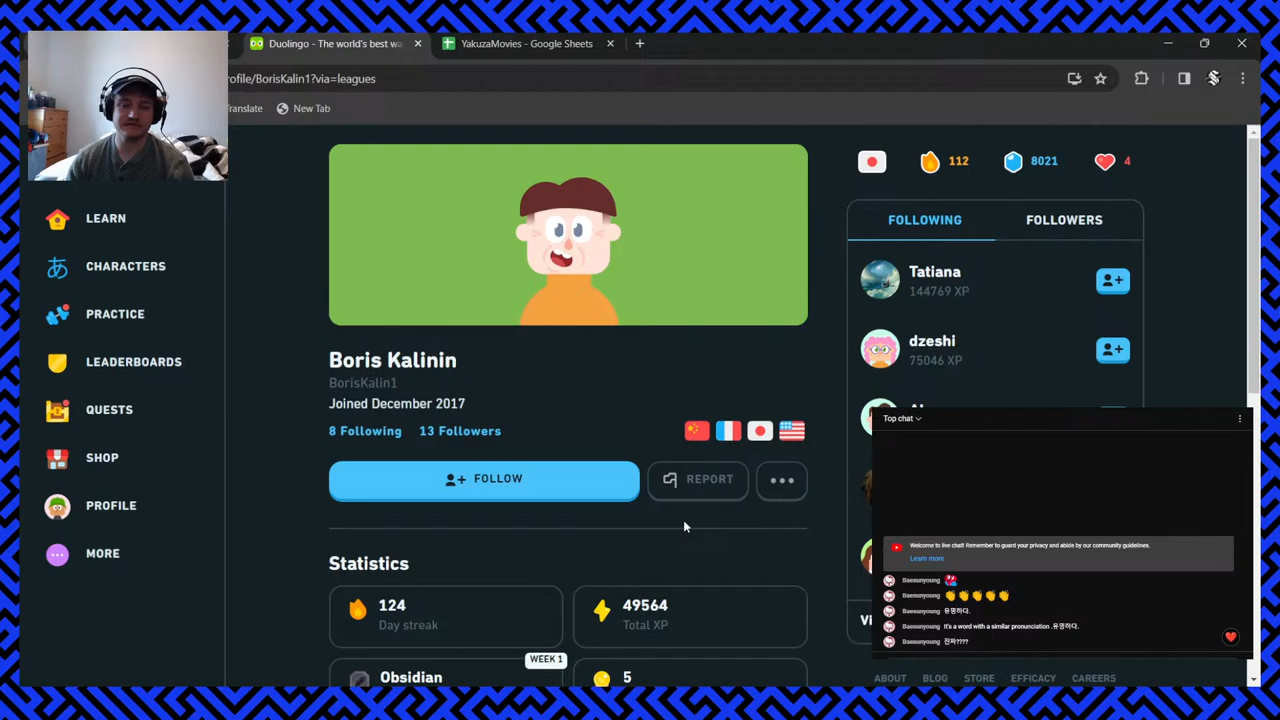 Duolingo - The world's best wa
YakuzaMovies - Google Sheets
rofile/BorisKalin1?via=leagues
Translate
New Tab
LEARN
CHARACTERS
PRACTICE
LEADERBOARDS
QUESTS
SHOP
PROFILE
MORE
112
8021
4
Boris Kalinin
BorisKalin1
Joined December 2017
8 Following 13 Followers
FOLLOW
REPORT
Statistics
124
Day streak
49564
Total XP
WEEK 1
Obsidian
5
FOLLOWING
FOLLOWERS
Tatiana
144769 XP
dzeshi
75046 XP
Top chat
Welcome to live chat! Remember to guard your privacy and abide by our community guidelines.
Learn more
Baesunyoung
Baesunyoung
Baesunyoung 유명하다.
Baesunyoung It's a word with a similar pronunciation .유명하다.
Baesunyoung 진짜????
Vi
ABOUT BLOG STORE EFFICACY CAREERS